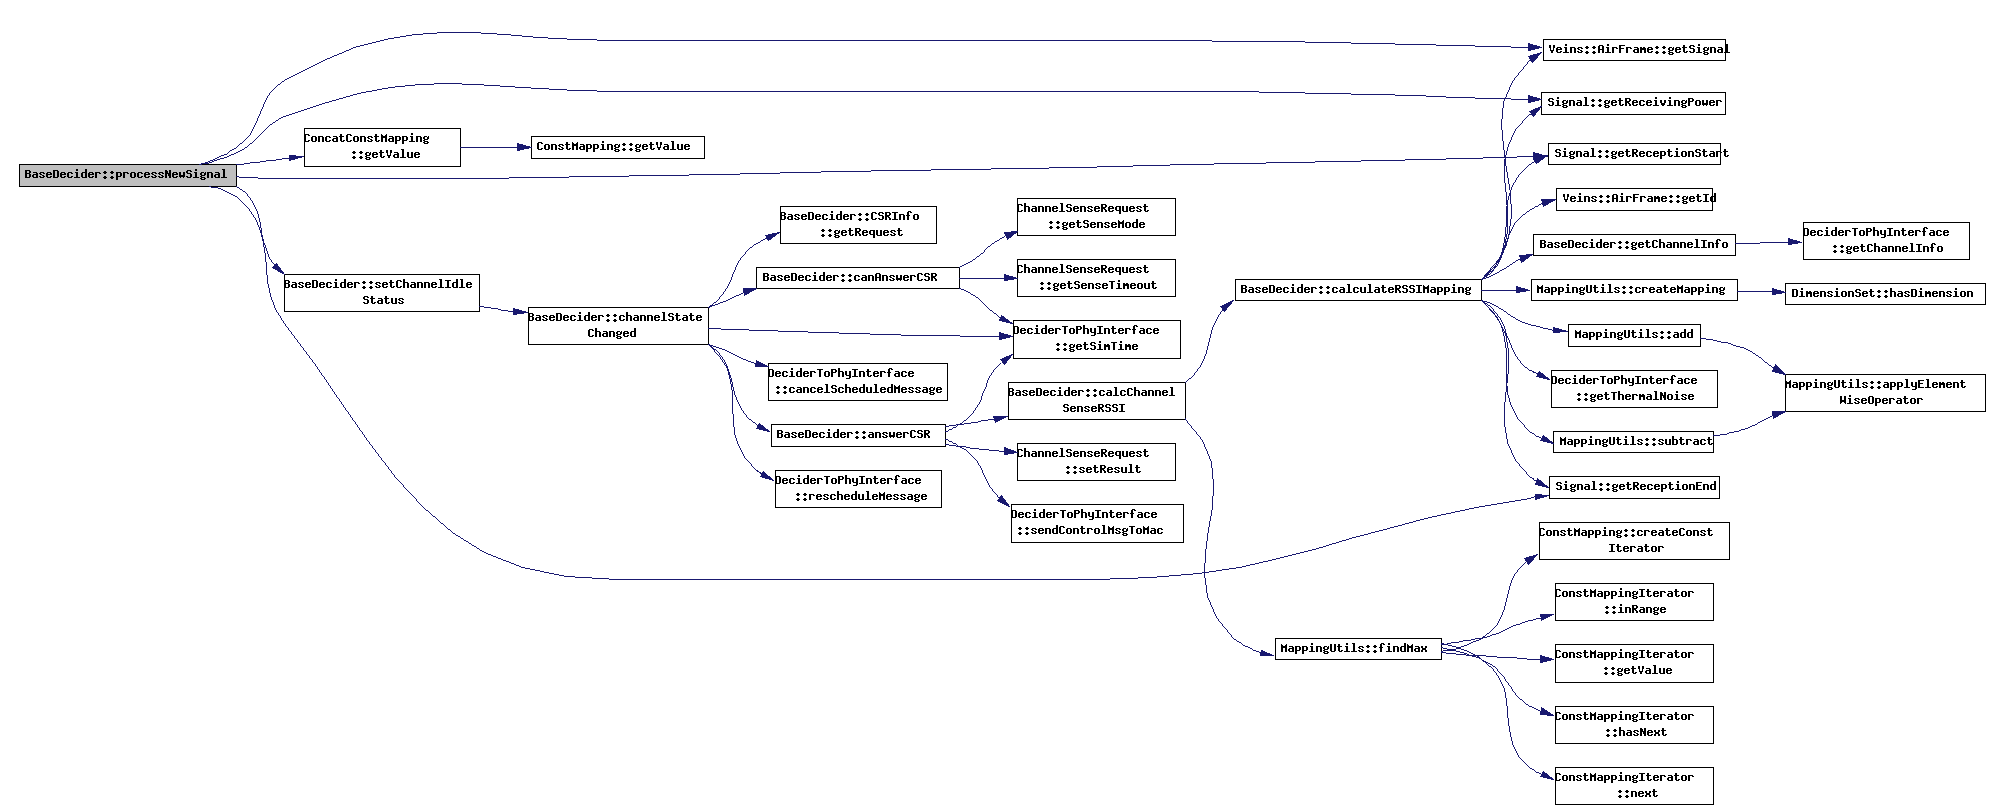 BaseDecider::processNewSignal
ConcatConstMapping
::getValue
ConstMapping::getValue
BaseDecider::setChannelIdle
Status
BaseDecider::channelState
Changed
BaseDecider::CSRInfo
::getRequest
BaseDecider::canAnswerCSR
DeciderToPhyInterface
::cancelScheduledMessage
BaseDecider::answerCSR
DeciderToPhyInterface
::rescheduleMessage
ChannelSenseRequest
::getSenseMode
ChannelSenseRequest
::getSenseTimeout
DeciderToPhyInterface
::getSimTime
BaseDecider::calcChannel
SenseRSSI
ChannelSenseRequest
::setResult
DeciderToPhyInterface
::sendControlMsgToMac
BaseDecider::calculateRSSIMapping
MappingUtils::findMax
Veins::AirFrame::getSignal
Signal::getReceivingPower
Signal::getReceptionStart
Veins::AirFrame::getId
BaseDecider::getChannelInfo
DeciderToPhyInterface
::getChannelInfo
MappingUtils::createMapping
DimensionSet::hasDimension
MappingUtils::add
DeciderToPhyInterface
::getThermalNoise
MappingUtils::applyElement
WiseOperator
MappingUtils::subtract
Signal::getReceptionEnd
ConstMapping::createConst
Iterator
ConstMappingIterator
::inRange
ConstMappingIterator
::getValue
ConstMappingIterator
::hasNext
ConstMappingIterator
::next